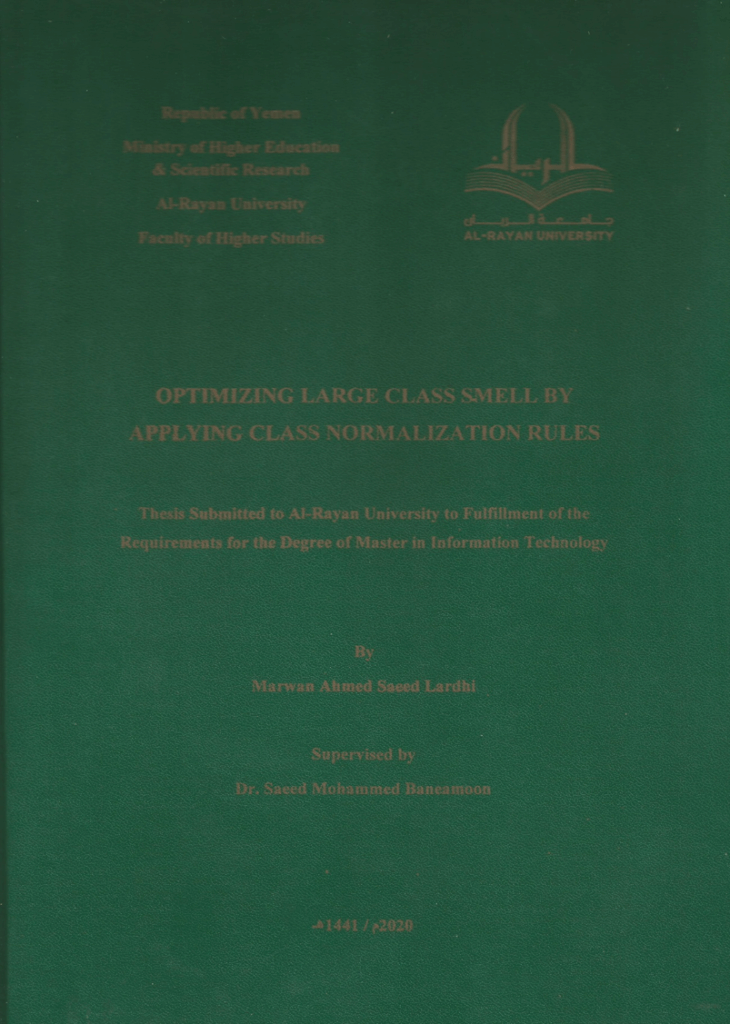 Republic of Yemen
Ministry of Higher Education
& Scientific Research
Al-Rayan University
Faculty of Higher Studies
الريان
جامعة الريان
AL-RAYAN UNIVERSITY
OPTIMIZING LARGE CLASS SMELL BY
APPLYING CLASS NORMALIZATION RULES
Thesis Submitted to Al-Rayan University to Fulfillment of the
Requirements for the Degree of Master in Information Technology
By
Marwan Ahmed Saeed Lardhi
Supervised by
Dr. Saeed Mohammed Baneamoon
2020م / 1441هـ